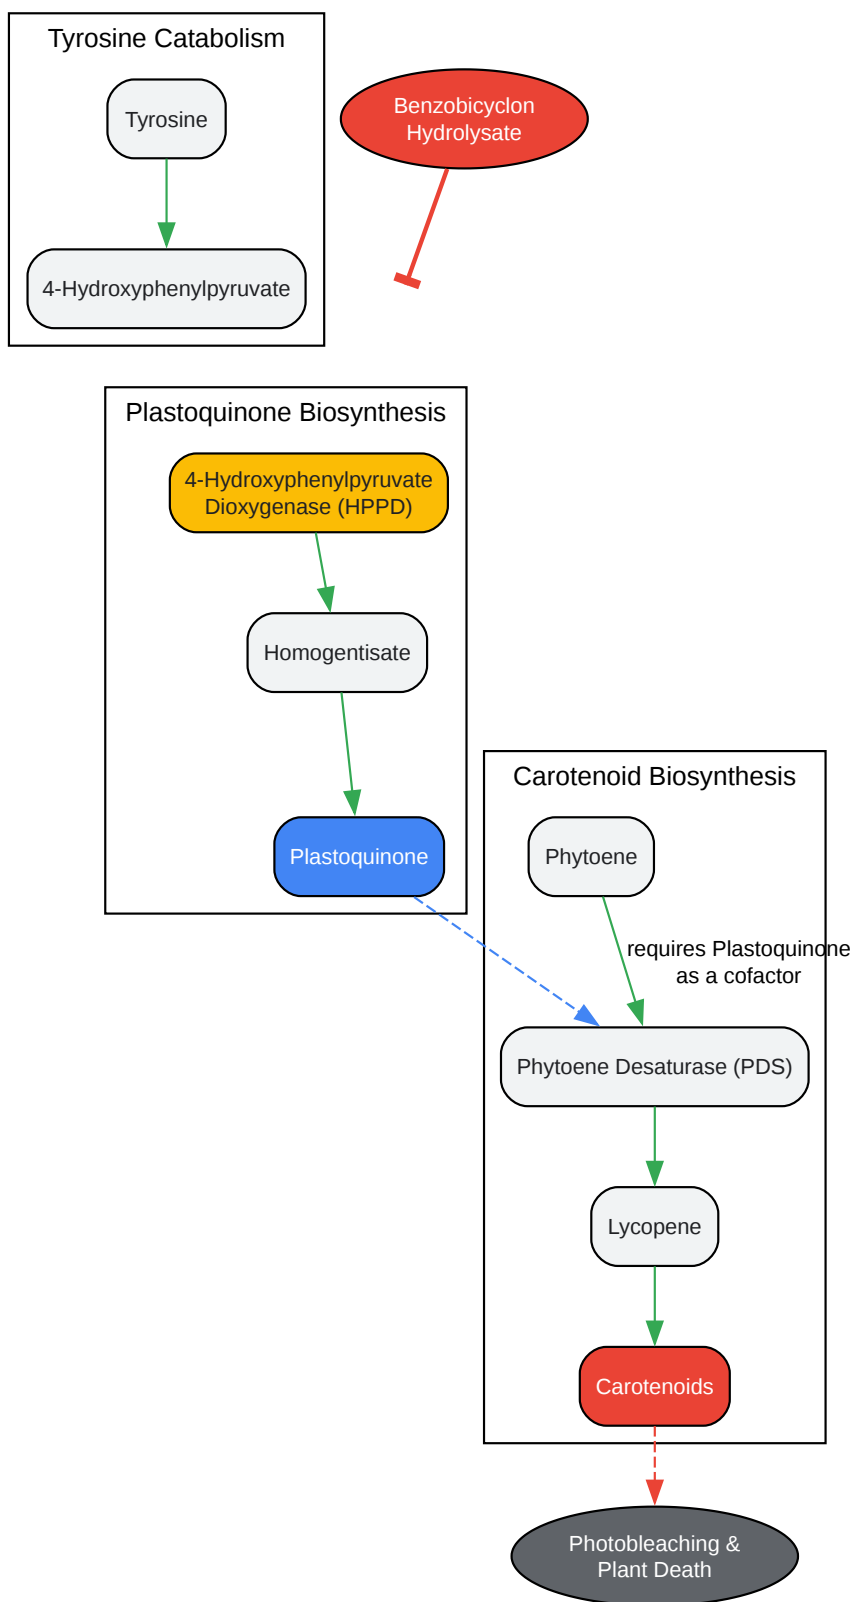 Tyrosine Catabolism
Tyrosine
4-Hydroxyphenylpyruvate
Benzobicyclon
Hydrolysate
Plastoquinone Biosynthesis
4-Hydroxyphenylpyruvate
Dioxygenase (HPPD)
Homogentisate
Plastoquinone
Carotenoid Biosynthesis
Phytoene
requires Plastoquinone
as a cofactor
Phytoene Desaturase (PDS)
Lycopene
Carotenoids
Photobleaching &
Plant Death